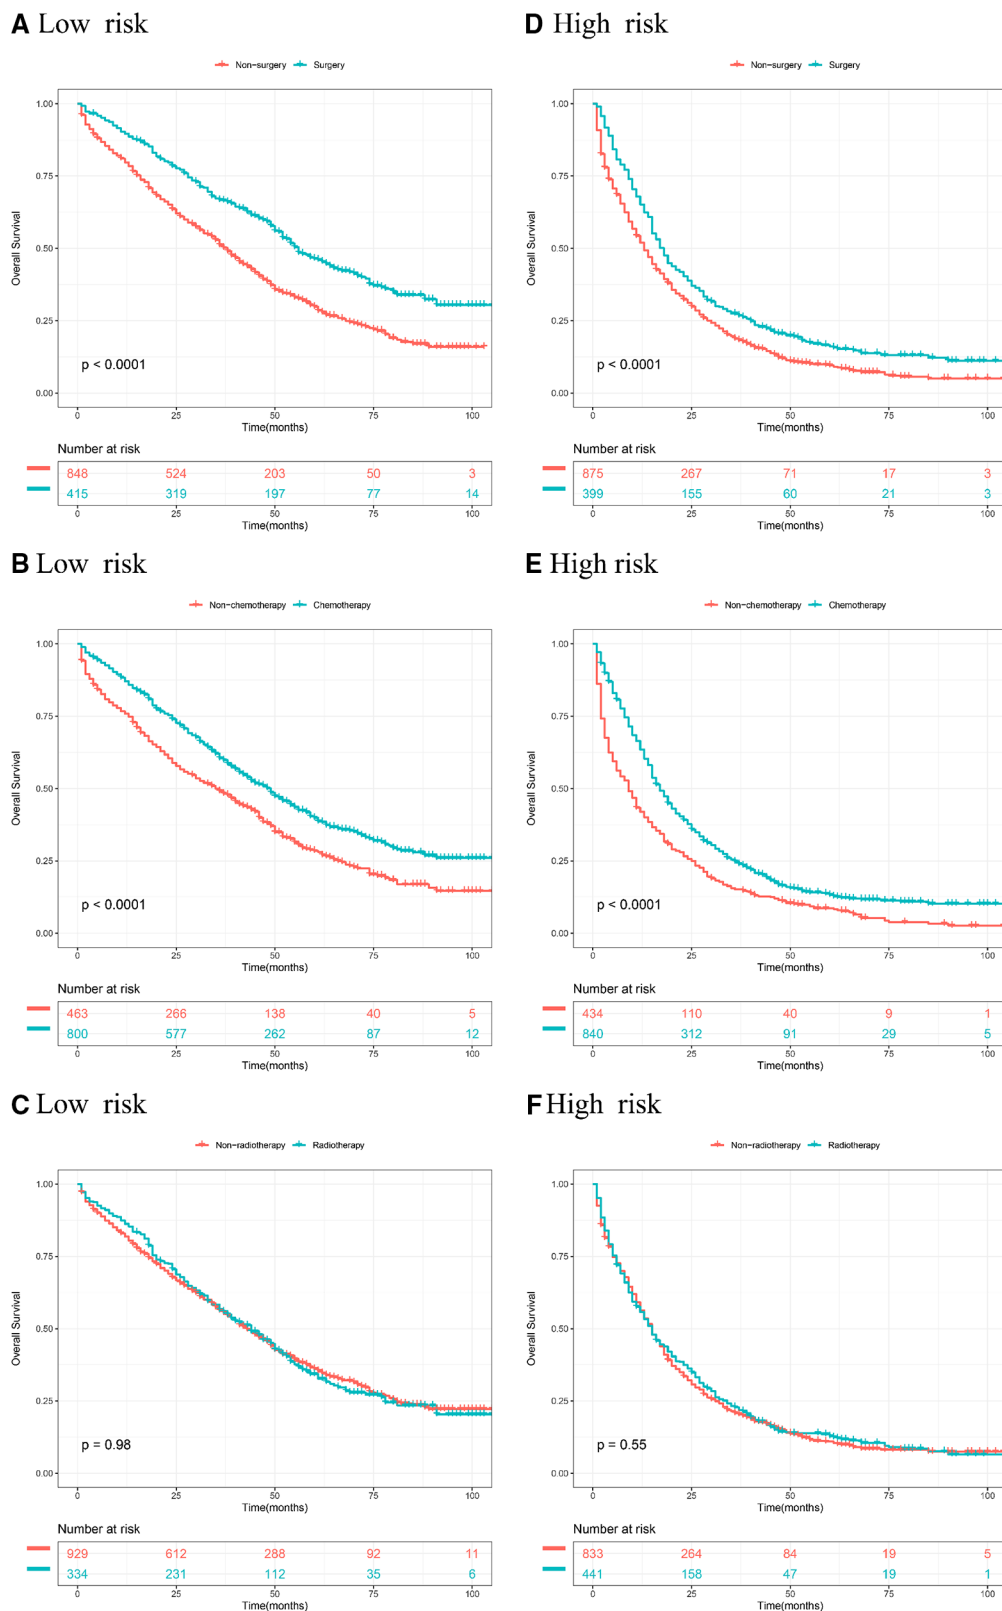 A Low risk
Non-surgery Surgery
1.00
0.75
0.50
0.25
0.00
Overall Survival
p < 0.0001
0 25 50 75 100
Time(months)
Number at risk
848 524 203 50 3
415 319 197 77 14
0 25 50 75 100
Time(months)
D High risk
Non-surgery Surgery
1.00
0.75
0.50
0.25
0.00
Overall Survival
p < 0.0001
0 25 50 75 100
Time(months)
Number at risk
875 267 71 17 3
399 155 60 21 3
0 25 50 75 100
Time(months)
B Low risk
Non-chemotherapy Chemotherapy
1.00
0.75
0.50
0.25
0.00
Overall Survival
p < 0.0001
0 25 50 75 100
Time(months)
Number at risk
463 266 138 40 5
800 577 262 87 12
0 25 50 75 100
Time(months)
E High risk
Non-chemotherapy Chemotherapy
1.00
0.75
0.50
0.25
0.00
Overall Survival
p < 0.0001
0 25 50 75 100
Time(months)
Number at risk
434 110 40 9 1
840 312 91 29 5
0 25 50 75 100
Time(months)
C Low risk
Non-radiotherapy Radiotherapy
1.00
0.75
0.50
0.25
0.00
Overall Survival
p = 0.98
0 25 50 75 100
Time(months)
Number at risk
929 612 288 92 11
334 231 112 35 6
0 25 50 75 100
Time(months)
F High risk
Non-radiotherapy Radiotherapy
1.00
0.75
0.50
0.25
0.00
Overall Survival
p = 0.55
0 25 50 75 100
Time(months)
Number at risk
833 264 84 19 5
441 158 47 19 1
0 25 50 75 100
Time(months)